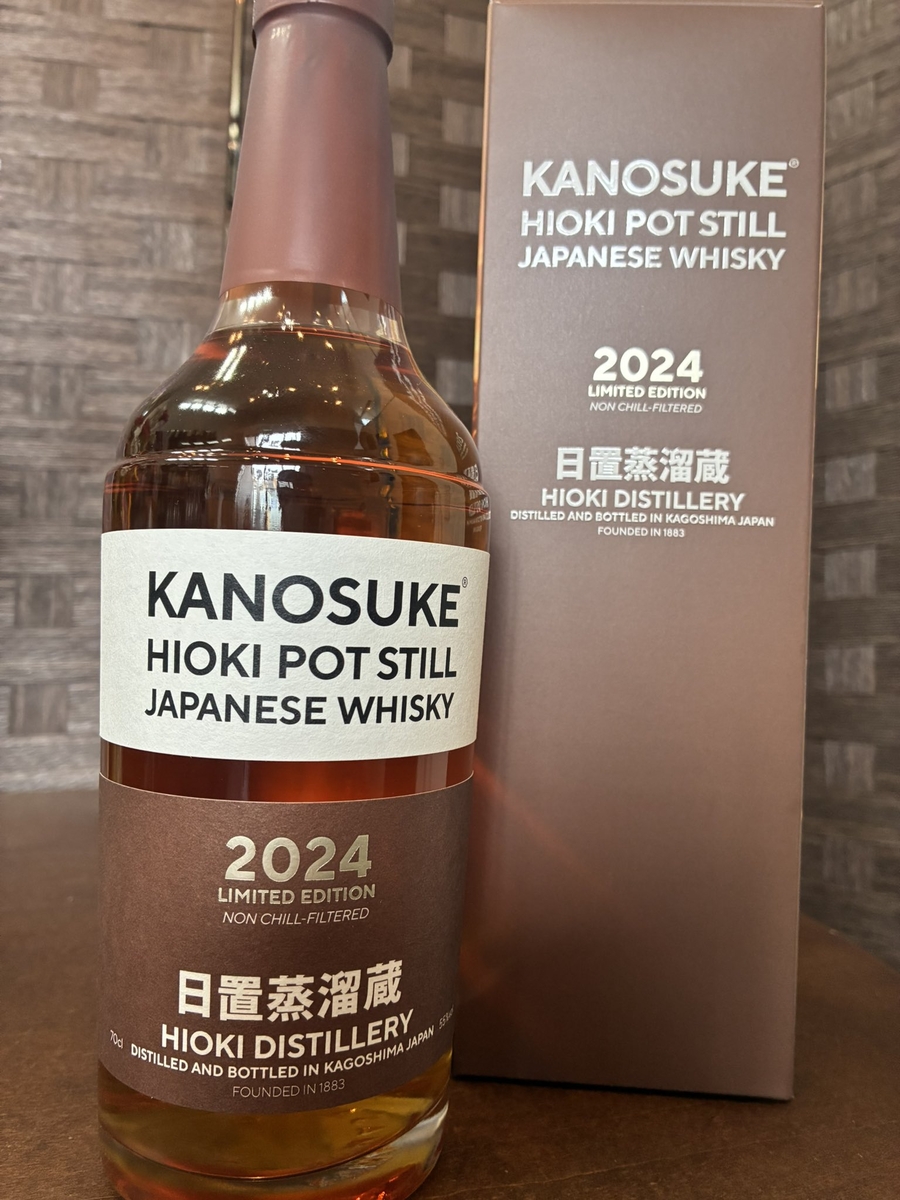 KANOSUKE®
HIOKI POT STILL
JAPANESE WHISKY
2024
LIMITED EDITION
NON CHILL-FILTERED
日置蒸溜蔵
HIOKI DISTILLERY
70cl
DISTILLED AND BOTTLED IN KAGOSHIMA JAPAN
FOUNDED IN 1883
KANOSUKE®
HIOKI POT STILL
JAPANESE WHISKY
2024
LIMITED EDITION
NON CHILL-FILTERED
日置蒸溜蔵
HIOKI DISTILLERY
DISTILLED AND BOTTLED IN KAGOSHIMA JAPAN
FOUNDED IN 1883